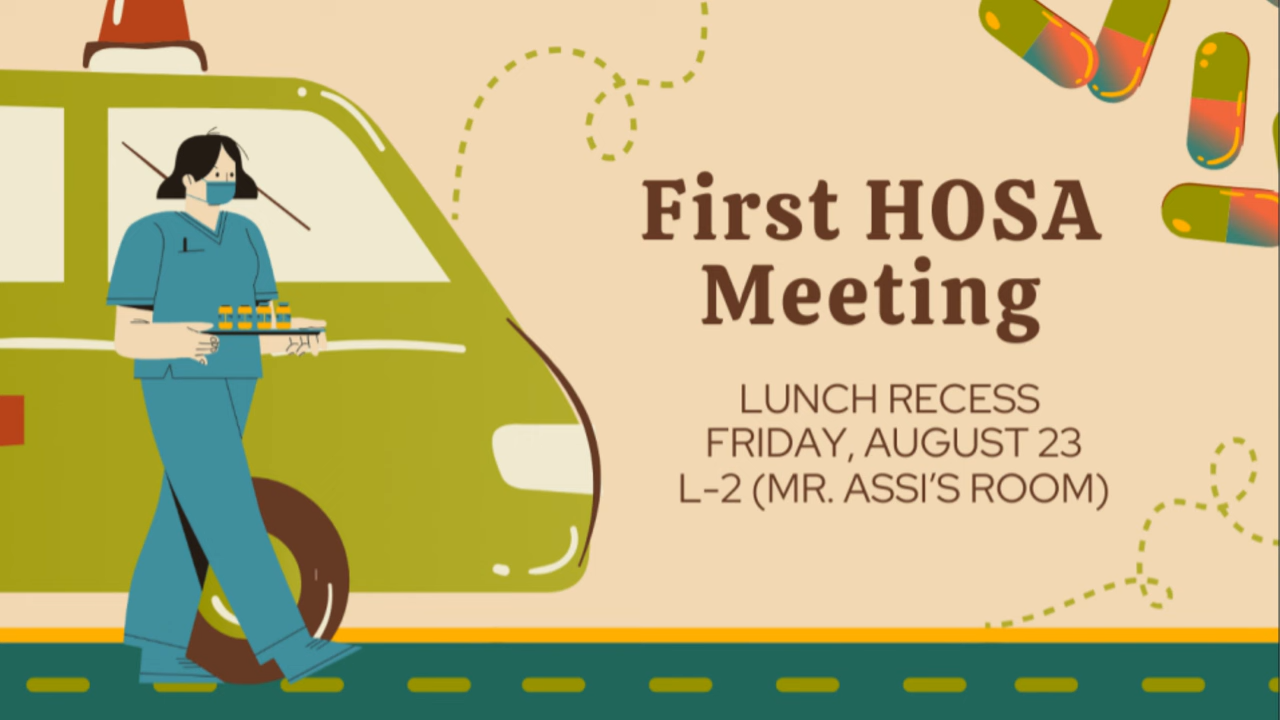 First HOSA
Meeting
LUNCH RECESS
FRIDAY, AUGUST 23
L-2 (MR. ASSI'S ROOM)